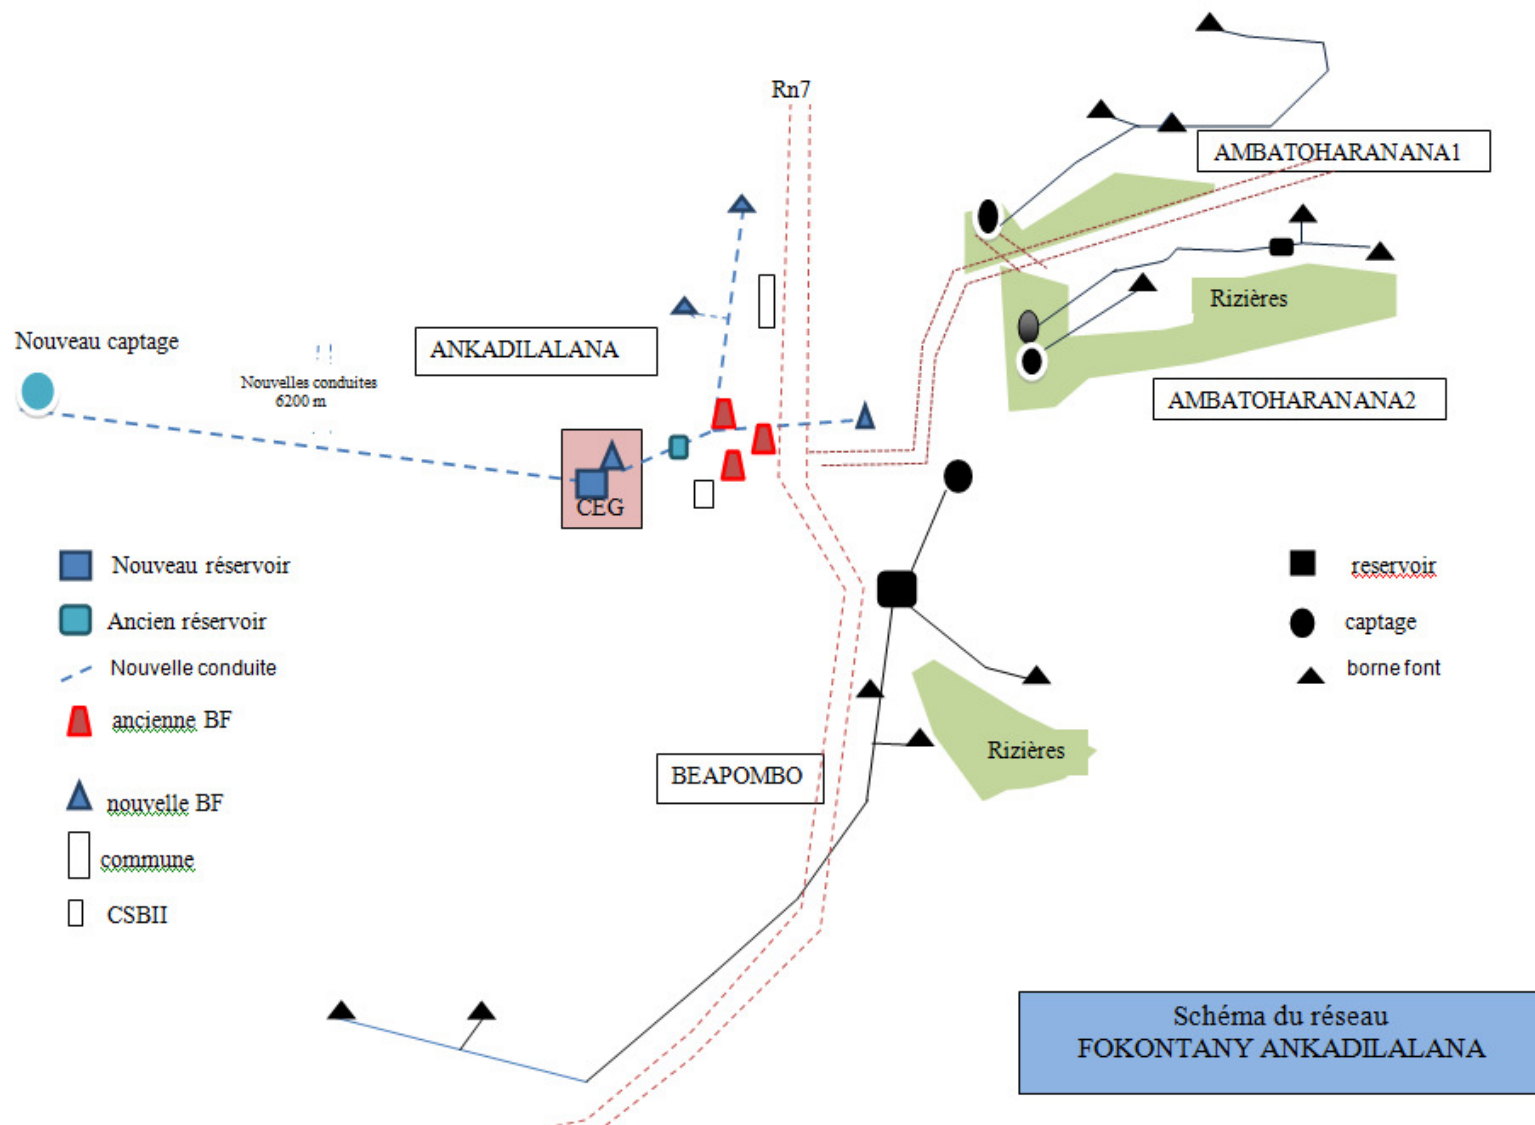 Rn7
AMBATOHARANANA1
Rizières
Nouveau captage
ANKADILALANA
Nouvelles conduites
6200 m
AMBATOHARANANA2
CEG
Nouveau réservoir
Ancien réservoir
Nouvelle conduite
ancienne BF
nouvelle BF
commune
CSBII
reservoir
captage
borne font
Rizières
BEAPOMBO
Schéma du réseau
FOKONTANY ANKADILALANA